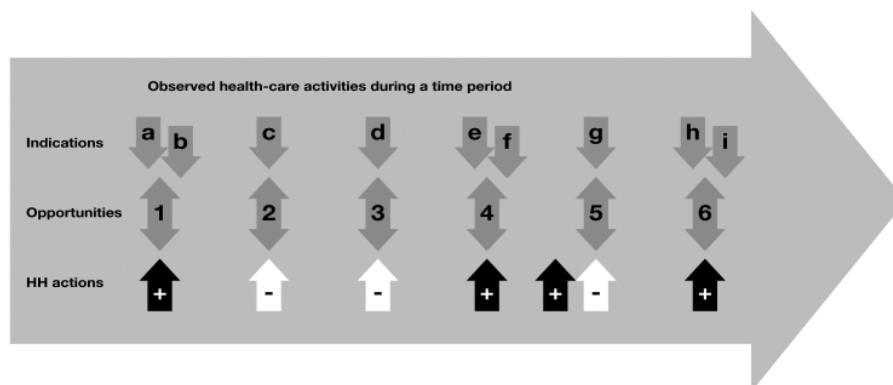 Observed health-care activities during a time period
Indications a b c d e f g h i
Opportunities 1 2 3 4 5 6
HH actions + - - + + - +